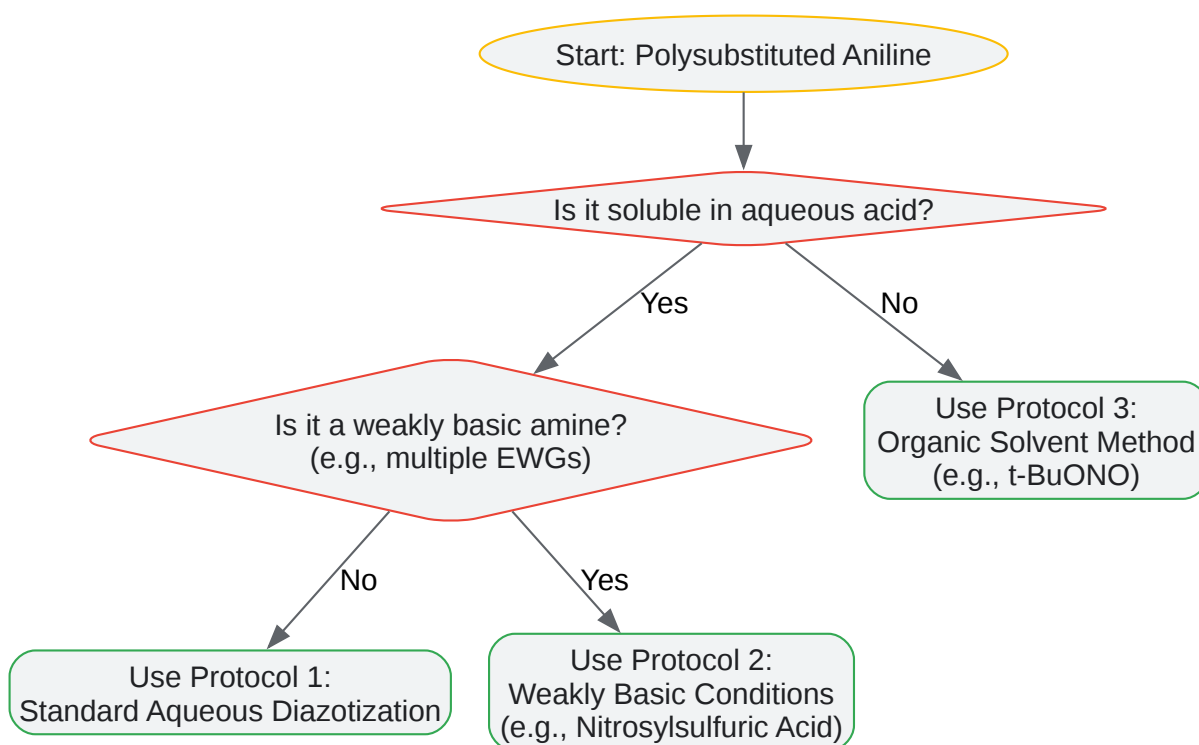 Start: Polysubstituted Aniline
Is it soluble in aqueous acid?
Yes
No
Is it a weakly basic amine?
(e.g., multiple EWGs)
Use Protocol 3:
Organic Solvent Method
(e.g., t-BuONO)
No
Yes
Use Protocol 1:
Standard Aqueous Diazotization
Use Protocol 2:
Weakly Basic Conditions
(e.g., Nitrosylsulfuric Acid)